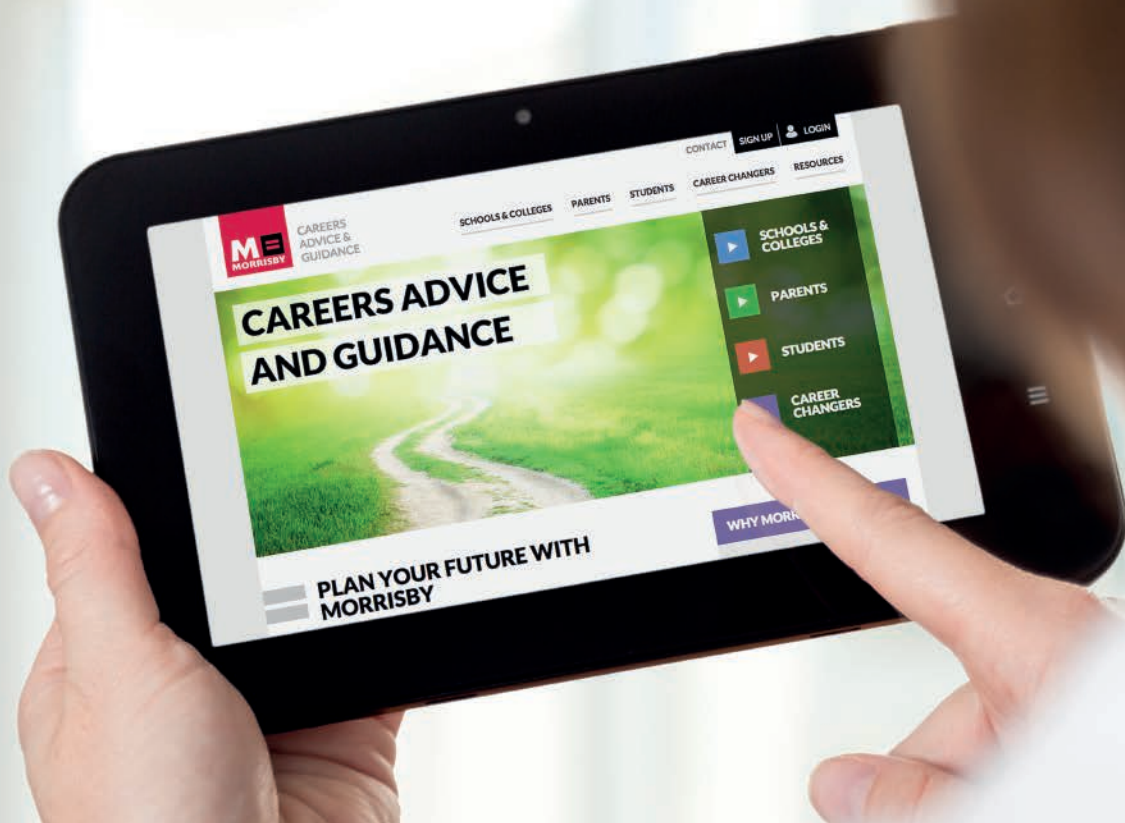 CONTACT
SIGN UP
LOGIN
M
MORRISBY
CAREERS
ADVICE &
GUIDANCE
SCHOOLS & COLLEGES
PARENTS
STUDENTS
CAREER CHANGERS
RESOURCES
CAREERS ADVICE
AND GUIDANCE
SCHOOLS &
COLLEGES
PARENTS
STUDENTS
CAREER
CHANGERS
PLAN YOUR FUTURE WITH
MORRISBY
WHY